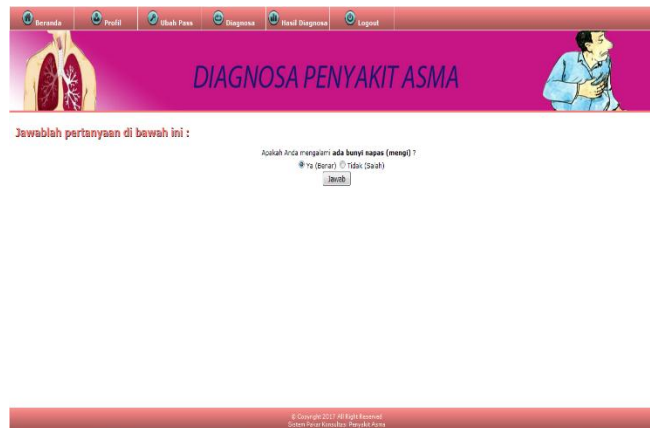 Beranda Profil Ubah Pass Diagnosa Hasil Diagnosa Logout
DIAGNOSA PENYAKIT ASMA
Jawablah pertanyaan di bawah ini :
Apakah Anda mengalami ada bunyi napas (mengi) ?
Ya (Benar) Tidak (Salah)
Jawab
© Copyright 2017 All Right Reserved
Sistem Pakar Konsultasi Penyakit Asma